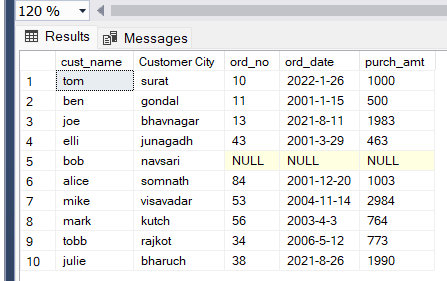 120 %
Results Messages
cust_name Customer City ord_no ord_date purch_amt
1 tom surat 10 2022-1-26 1000
2 ben gondal 11 2001-1-15 500
3 joe bhavnagar 13 2021-8-11 1983
4 elli junagadh 43 2001-3-29 463
5 bob navsari NULL NULL NULL
6 alice somnath 84 2001-12-20 1003
7 mike visavadar 53 2004-11-14 2984
8 mark kutch 56 2003-4-3 764
9 tobb rajkot 34 2006-5-12 773
10 julie bharuch 38 2021-8-26 1990